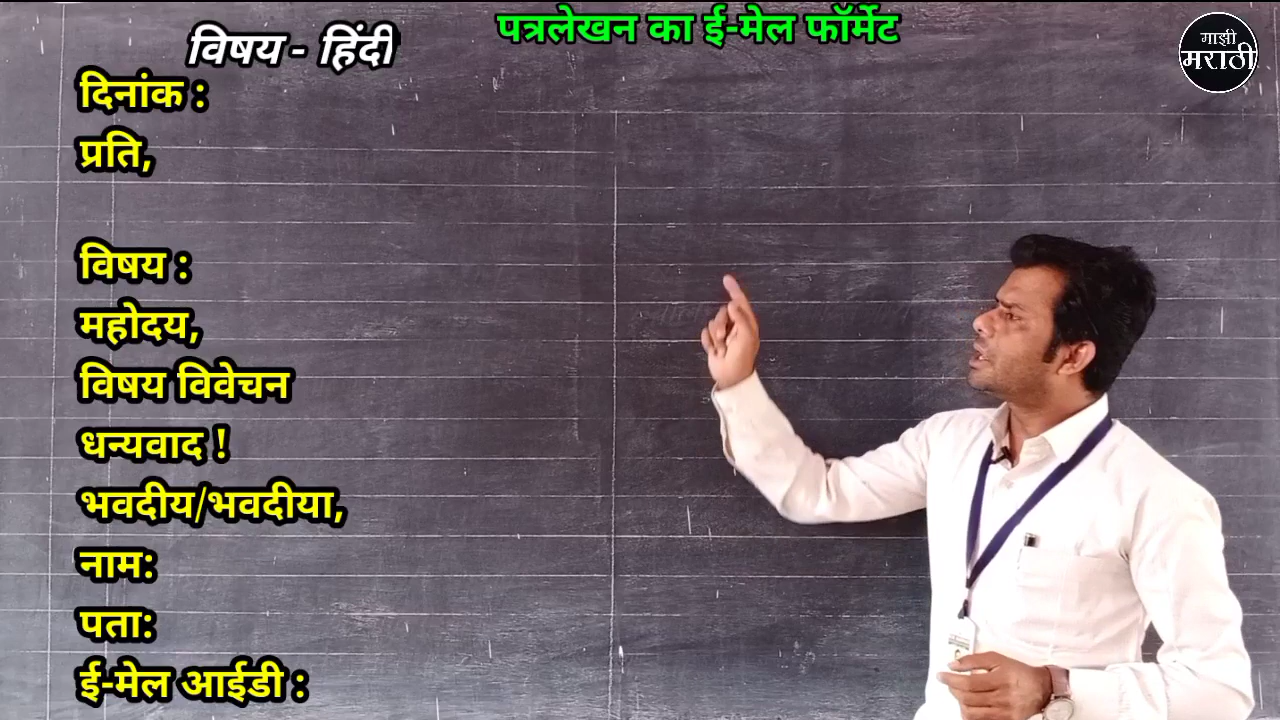 पत्रलेखन का ई-मेल फॉर्मेट
विषय - हिंदी
माझी
मराठी
दिनांक :
प्रति,
विषय :
महोदय,
विषय विवेचन
धन्यवाद !
भवदीय/भवदीया,
नाम:
पता:
ई-मेल आईडी :